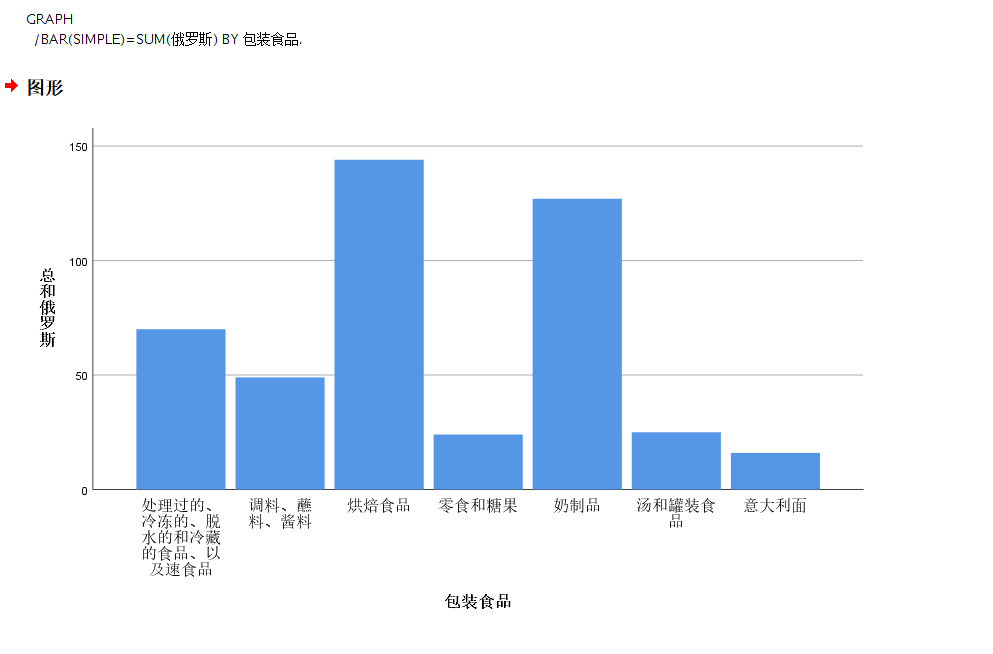 GRAPH
/BAR(SIMPLE)=SUM(俄罗斯) BY 包装食品.
图形
150
100
50
0
总和俄罗斯
处理过的、
冷冻的、脱
水的和冷藏
的食品、以
及速食品
调料、蘸
料、酱料
烘焙食品
零食和糖果
奶制品
汤和罐装食
品
意大利面
包装食品